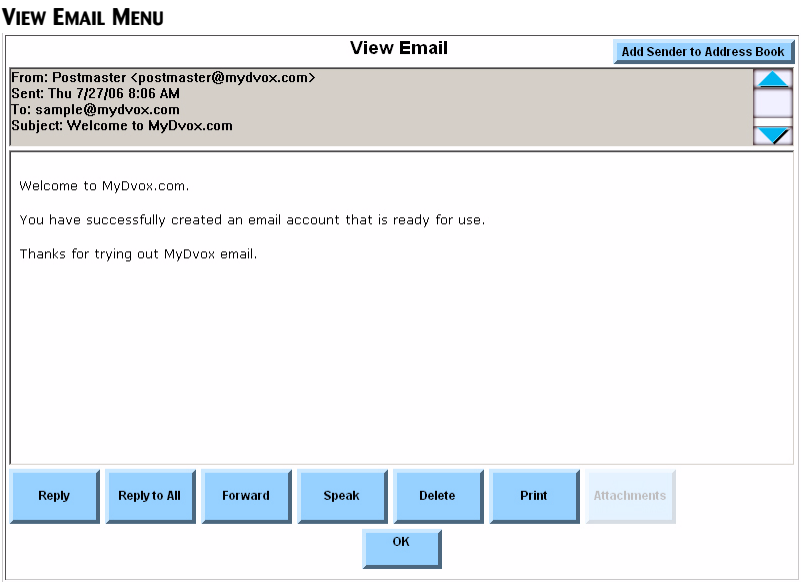 VIEW EMAIL MENU
View Email
Add Sender to Address Book
From: Postmaster <postmaster@mydvox.com>
Sent: Thu 7/27/06 8:06 AM
To: sample@mydvox.com
Subject: Welcome to MyDvox.com
Welcome to MyDvox.com.
You have successfully created an email account that is ready for use.
Thanks for trying out MyDvox email.
Reply
Reply to All
Forward
Speak
Delete
Print
Attachments
OK